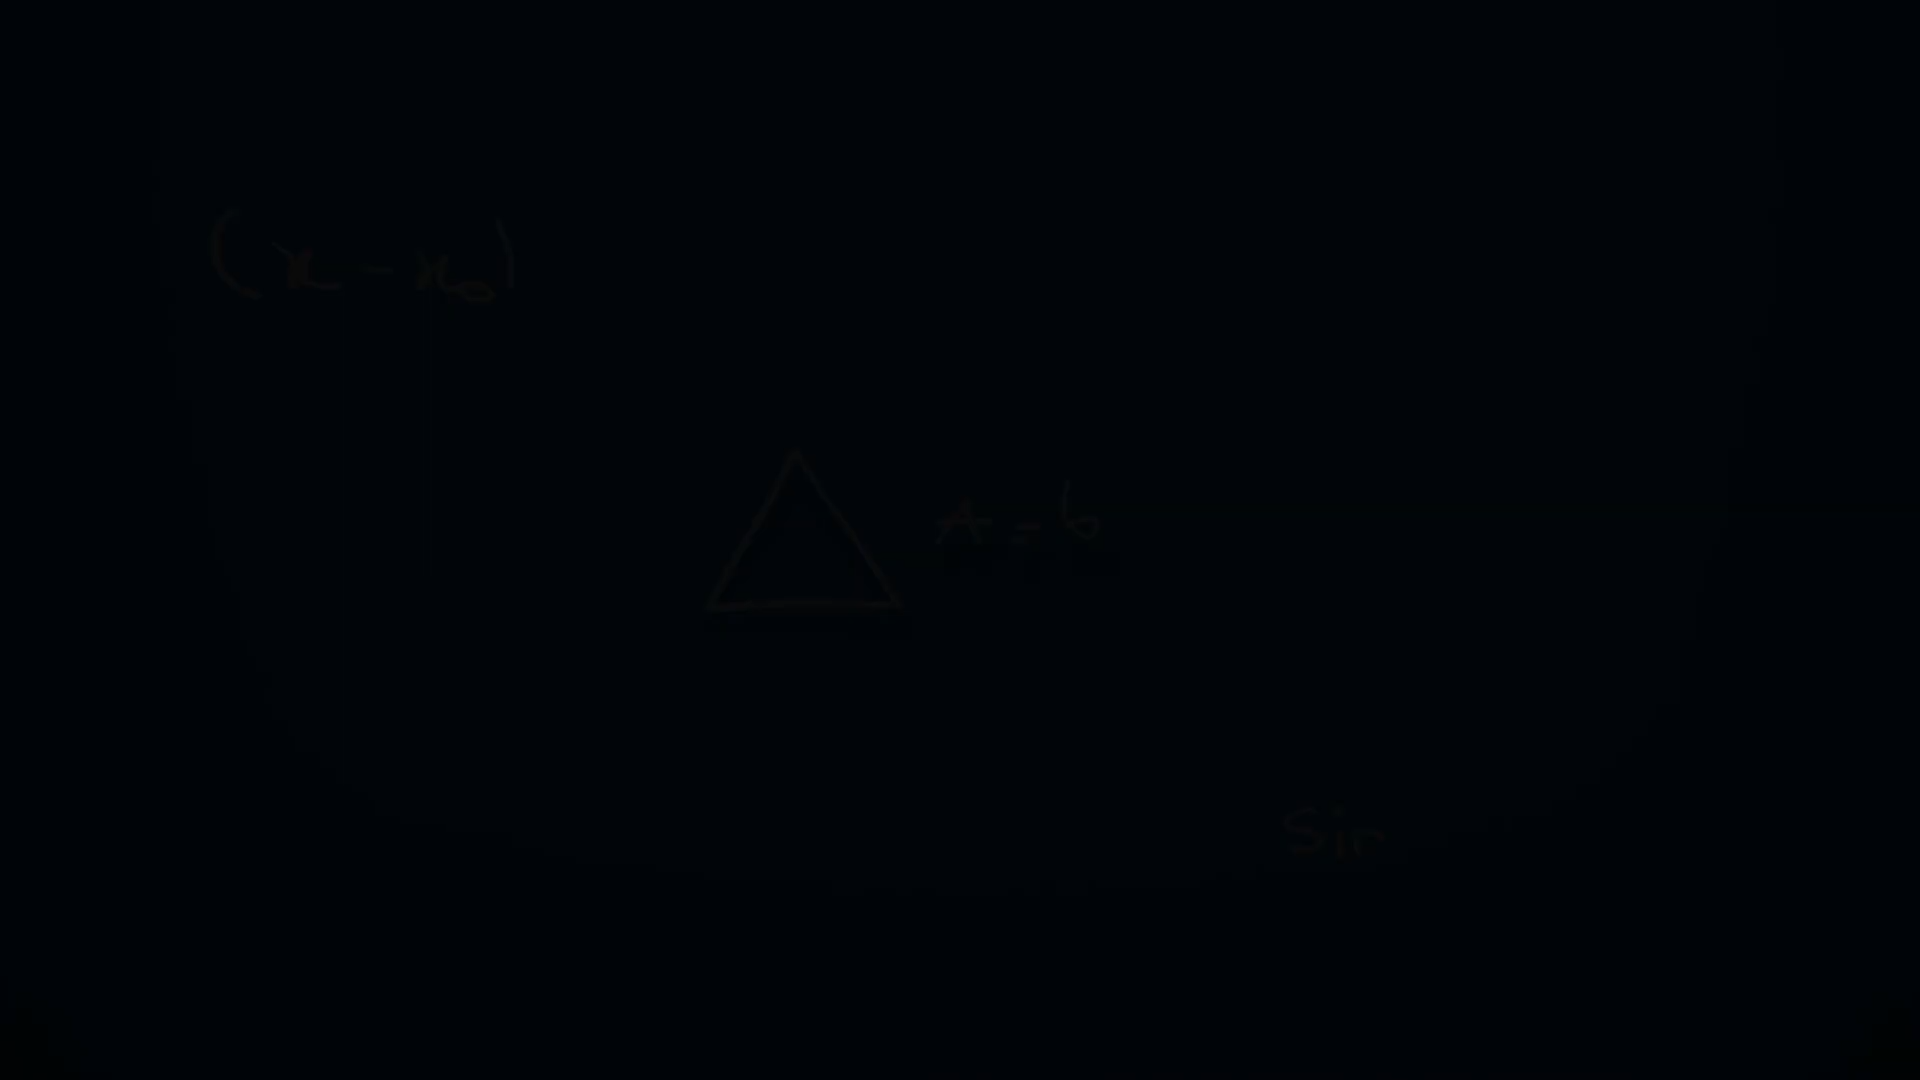 (x - x₀)
A = b
Sin